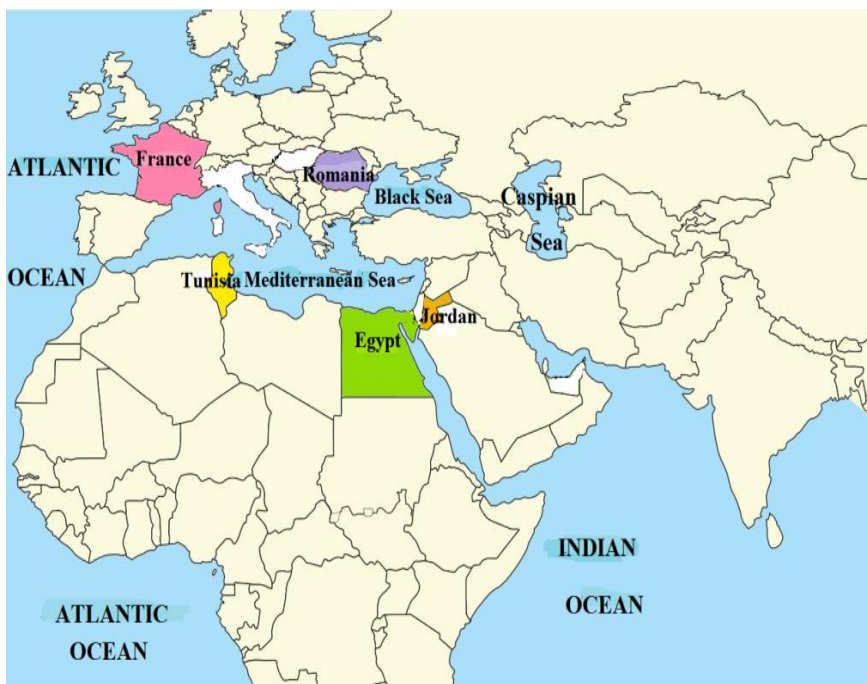 France
ATLANTIC
Romania
Black Sea
Caspian
Sea
OCEAN
Tunisia
Mediterranean Sea
Jordan
Egypt
INDIAN
OCEAN
ATLANTIC
OCEAN